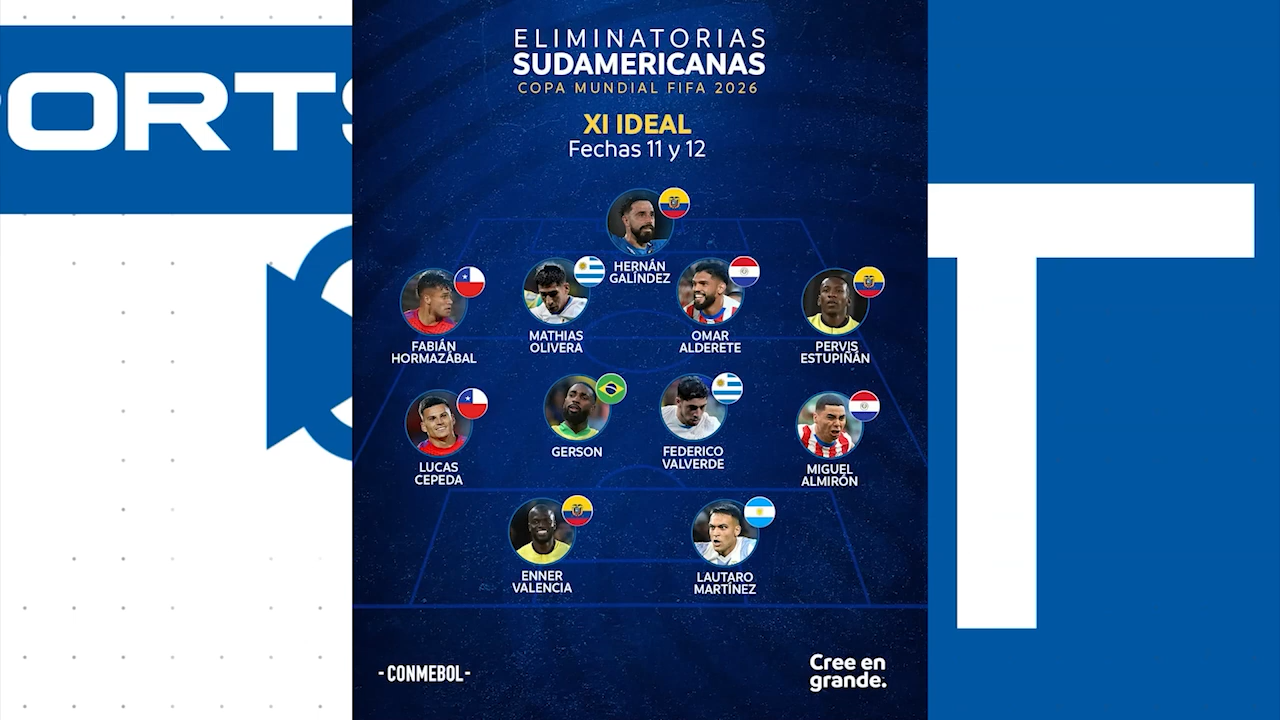 ORTS
T
ELIMINATORIAS
SUDAMERICANAS
COPA MUNDIAL FIFA 2026
XI IDEAL
Fechas 11 y 12
HERNÁN
GALÍNDEZ
FABIÁN
HORMAZÁBAL
MATHIAS
OLIVERA
OMAR
ALDERETE
PERVIS
ESTUPIÑÁN
LUCAS
CEPEDA
GERSON
FEDERICO
VALVERDE
MIGUEL
ALMIRÓN
ENNER
VALENCIA
LAUTARO
MARTÍNEZ
-CONMEBOL-
Cree en
grande.